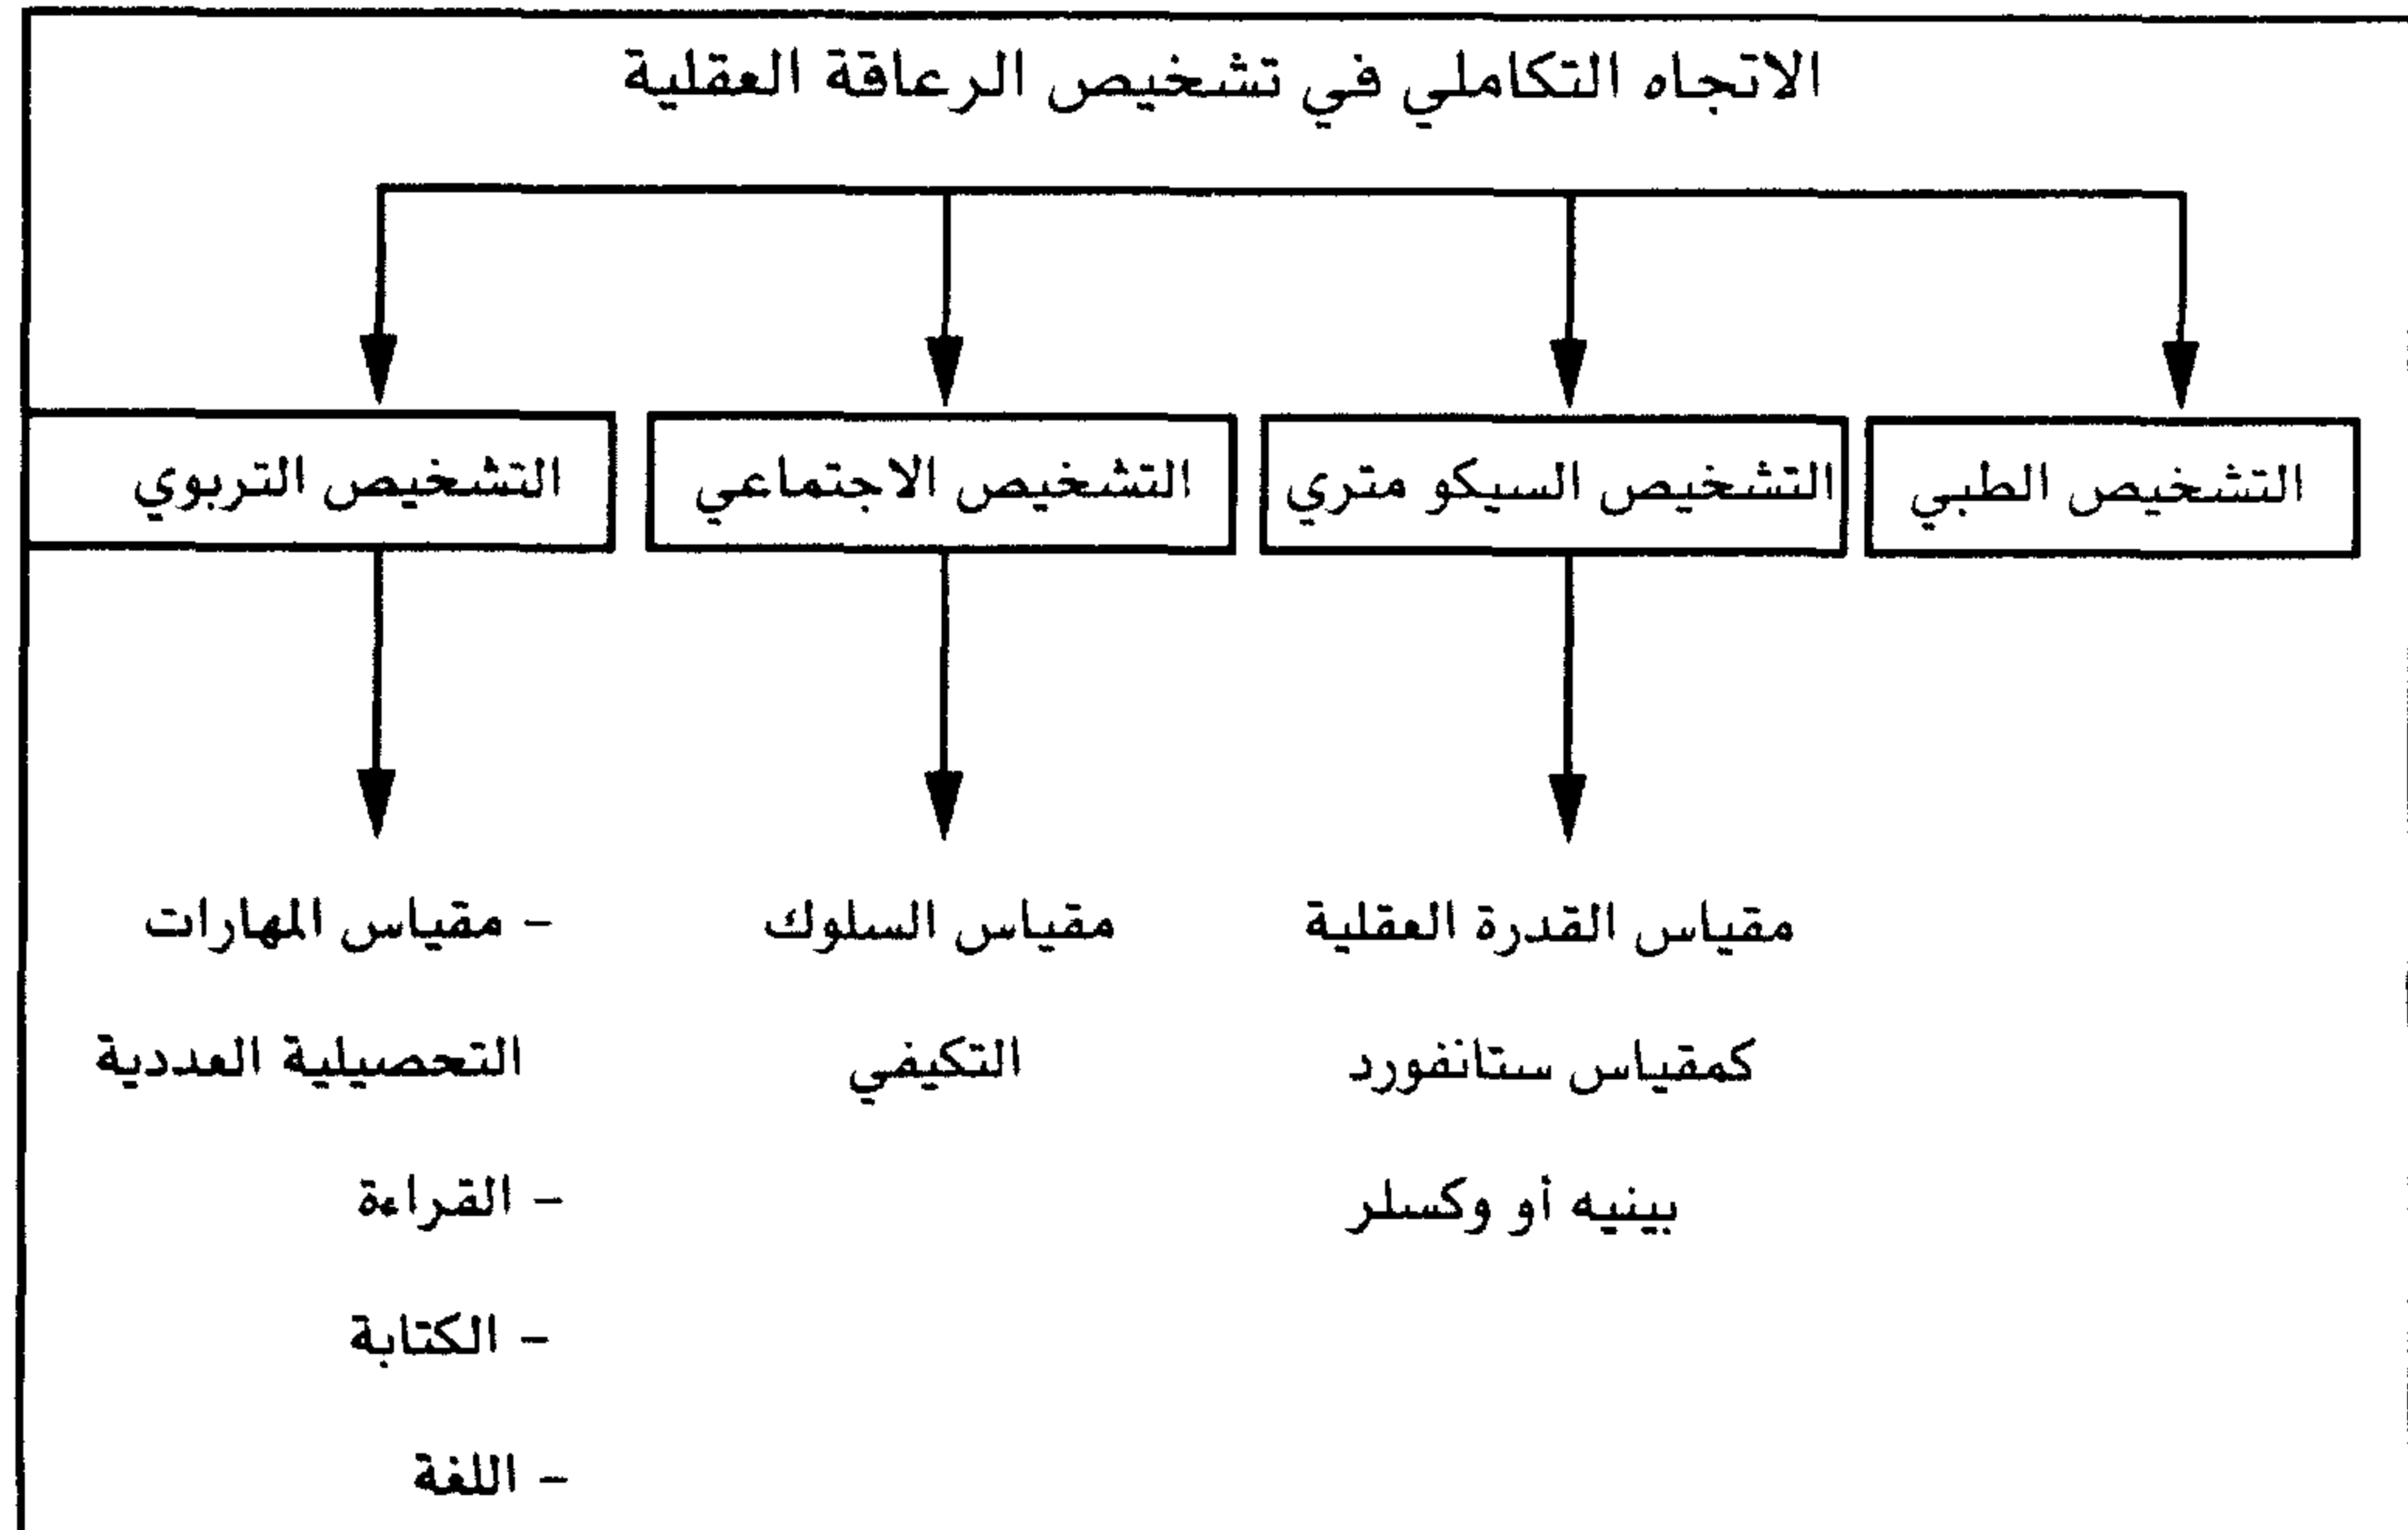 الاتجاه التكاملي في تشخيص الرعاقة العقلية
التشخيص الطبي
التشخيص السيكو متري
التشخيص الاجتماعي
التشخيص التربوي
مقياس القدرة العقلية
كمقياس ستانفورد
بينيه أو وكسلر
مقياس السلوك
التكيفي
- مقياس المهارات
التحصيلية العددية
- القراءة
- الكتابة
- اللغة